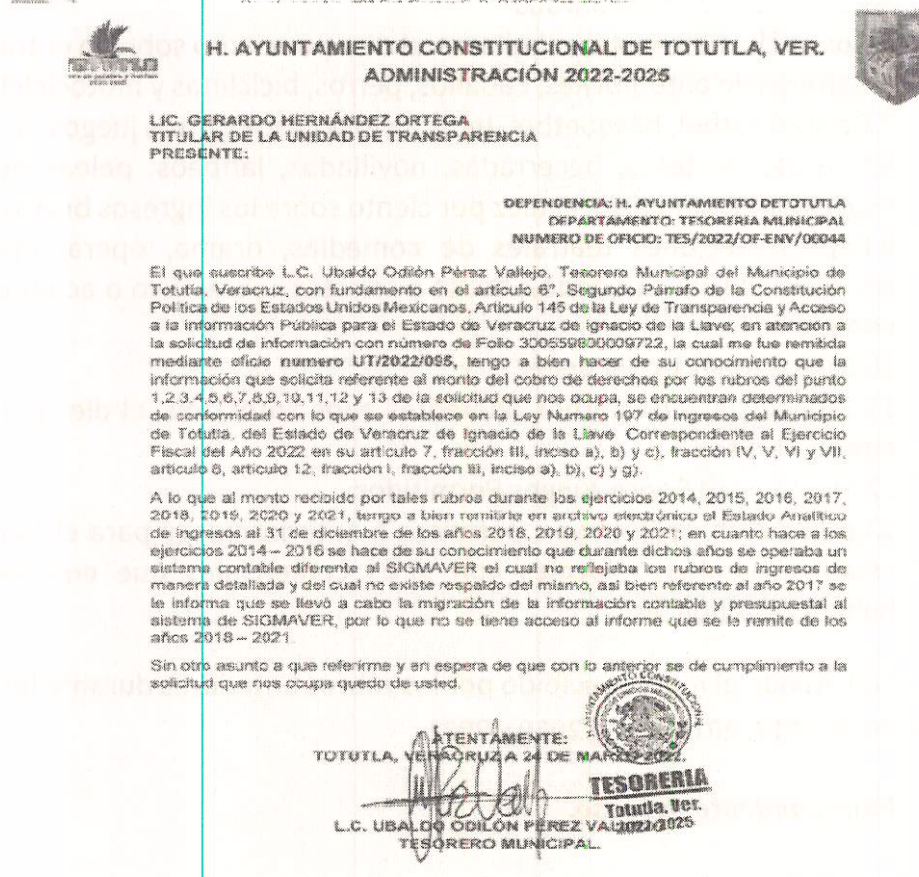 H. AYUNTAMIENTO CONSTITUCIONAL DE TOTUTLA, VER.
ADMINISTRACIÓN 2022-2025
LIC. GERARDO HERNÁNDEZ ORTEGA
TITULAR DE LA UNIDAD DE TRANSPARENCIA
PRESENTE:
DEPENDENCIA: H. AYUNTAMIENTO DETOTUTLA
DEPARTAMENTO: TESORERIA MUNICIPAL
NUMERO DE OFICIO: TES/2022/OF-ENV/00044
El que suscribe L.C. Ubaldo Odilón Pérez Vallejo, Tesorero Municipal del Municipio de
Totutla, Veracruz, con fundamento en el artículo 6°, Segundo Párrafo de la Constitución
Política de los Estados Unidos Mexicanos, Artículo 145 de la Ley de Transparencia y Acceso
a la información Pública para el Estado de Veracruz de Ignacio de la Llave; en atención a
la solicitud de información con número de Folio 300559600009722, la cual me fue remitida
mediante oficio numero UT/2022/095, tengo a bien hacer de su conocimiento que la
información que solicita referente al monto del cobro de derechos por los rubros del punto
1,2,3,4,5,6,7,8,9,10,11,12 y 13 de la solicitud que nos ocupa, se encuentran determinados
de conformidad con lo que se establece en la Ley Numero 197 de Ingresos del Municipio
de Totutla, del Estado de Veracruz de Ignacio de la Llave Correspondiente al Ejercicio
Fiscal del Año 2022 en su articulo 7, fracción III, inciso a), b) y c), fracción IV, V, VI y VII,
articulo 8, artículo 12, fracción I, fracción III, inciso a), b), c) y g).
A lo que al monto recibido por tales rubros durante los ejercicios 2014, 2015, 2016, 2017,
2018, 2019, 2020 y 2021, tengo a bien remitirle en archivo electrónico el Estado Analítico
de ingresos al 31 de diciembre de los años 2018, 2019, 2020 y 2021; en cuanto hace a los
ejercicios 2014 – 2016 se hace de su conocimiento que durante dichos años se operaba un
sistema contable diferente al SIGMAVER el cual no reflejaba los rubros de ingresos de
manera detallada y del cual no existe respaldo del mismo, asi bien referente al año 2017 se
le informa que se llevó a cabo la migración de la información contable y presupuestal al
sistema de SIGMAVER, por lo que no se tiene acceso al informe que se le remite de los
años 2018 – 2021.
Sin otro asunto a que referirme y en espera de que con lo anterior se de cumplimiento a la
solicitud que nos ocupa quedo de usted.
ATENTAMENTE:
TOTUTLA, VERACRUZ A 24 DE MARZO 2022.
TESORERIA
Totutla, Ver.
2022-2025
L.C. UBALDO ODILÓN PÉREZ VALLEJO
TESORERO MUNICIPAL.